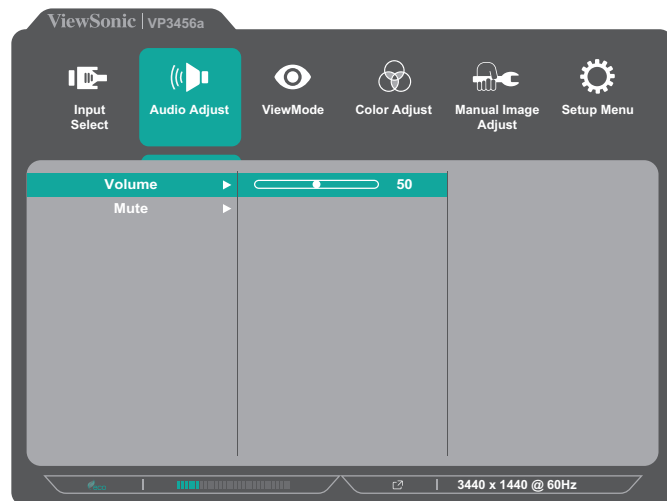 ViewSonic | VP3456a
Input Select
Audio Adjust
ViewMode
Color Adjust
Manual Image Adjust
Setup Menu
Volume
50
Mute
3440 x 1440 @ 60Hz